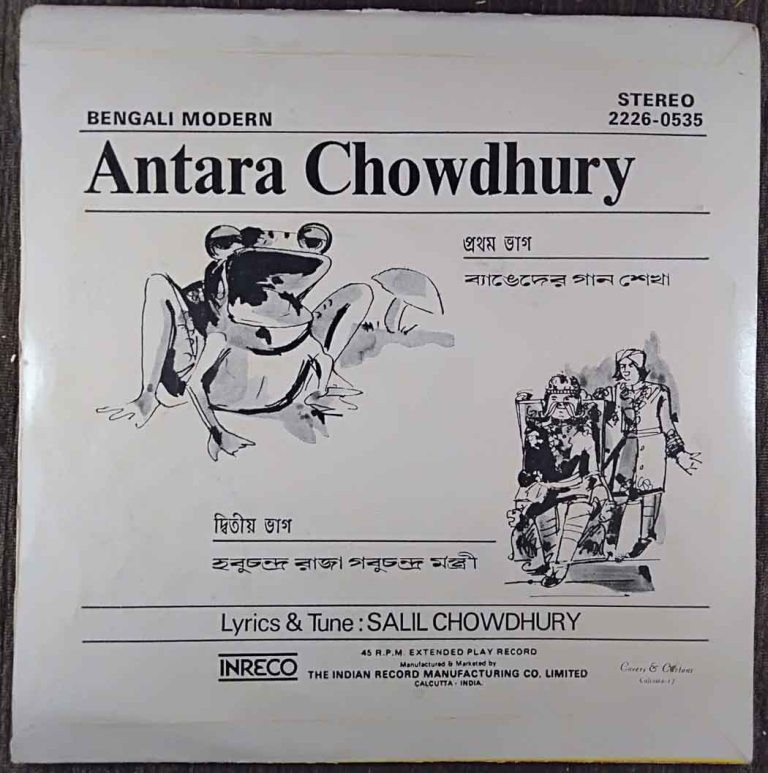 BENGALI MODERN
STEREO
2226-0535
Antara Chowdhury
প্রথম ভাগ
ব্যাঙেদের গান শেখা
দ্বিতীয় ভাগ
হবুচন্দ্র রাজা গবুচন্দ্র মন্ত্রী
Lyrics & Tune : SALIL CHOWDHURY
INRECO
45 R.P.M. EXTENDED PLAY RECORD
Manufactured & Marketed by
THE INDIAN RECORD MANUFACTURING CO. LIMITED
CALCUTTA - INDIA.
Covers &